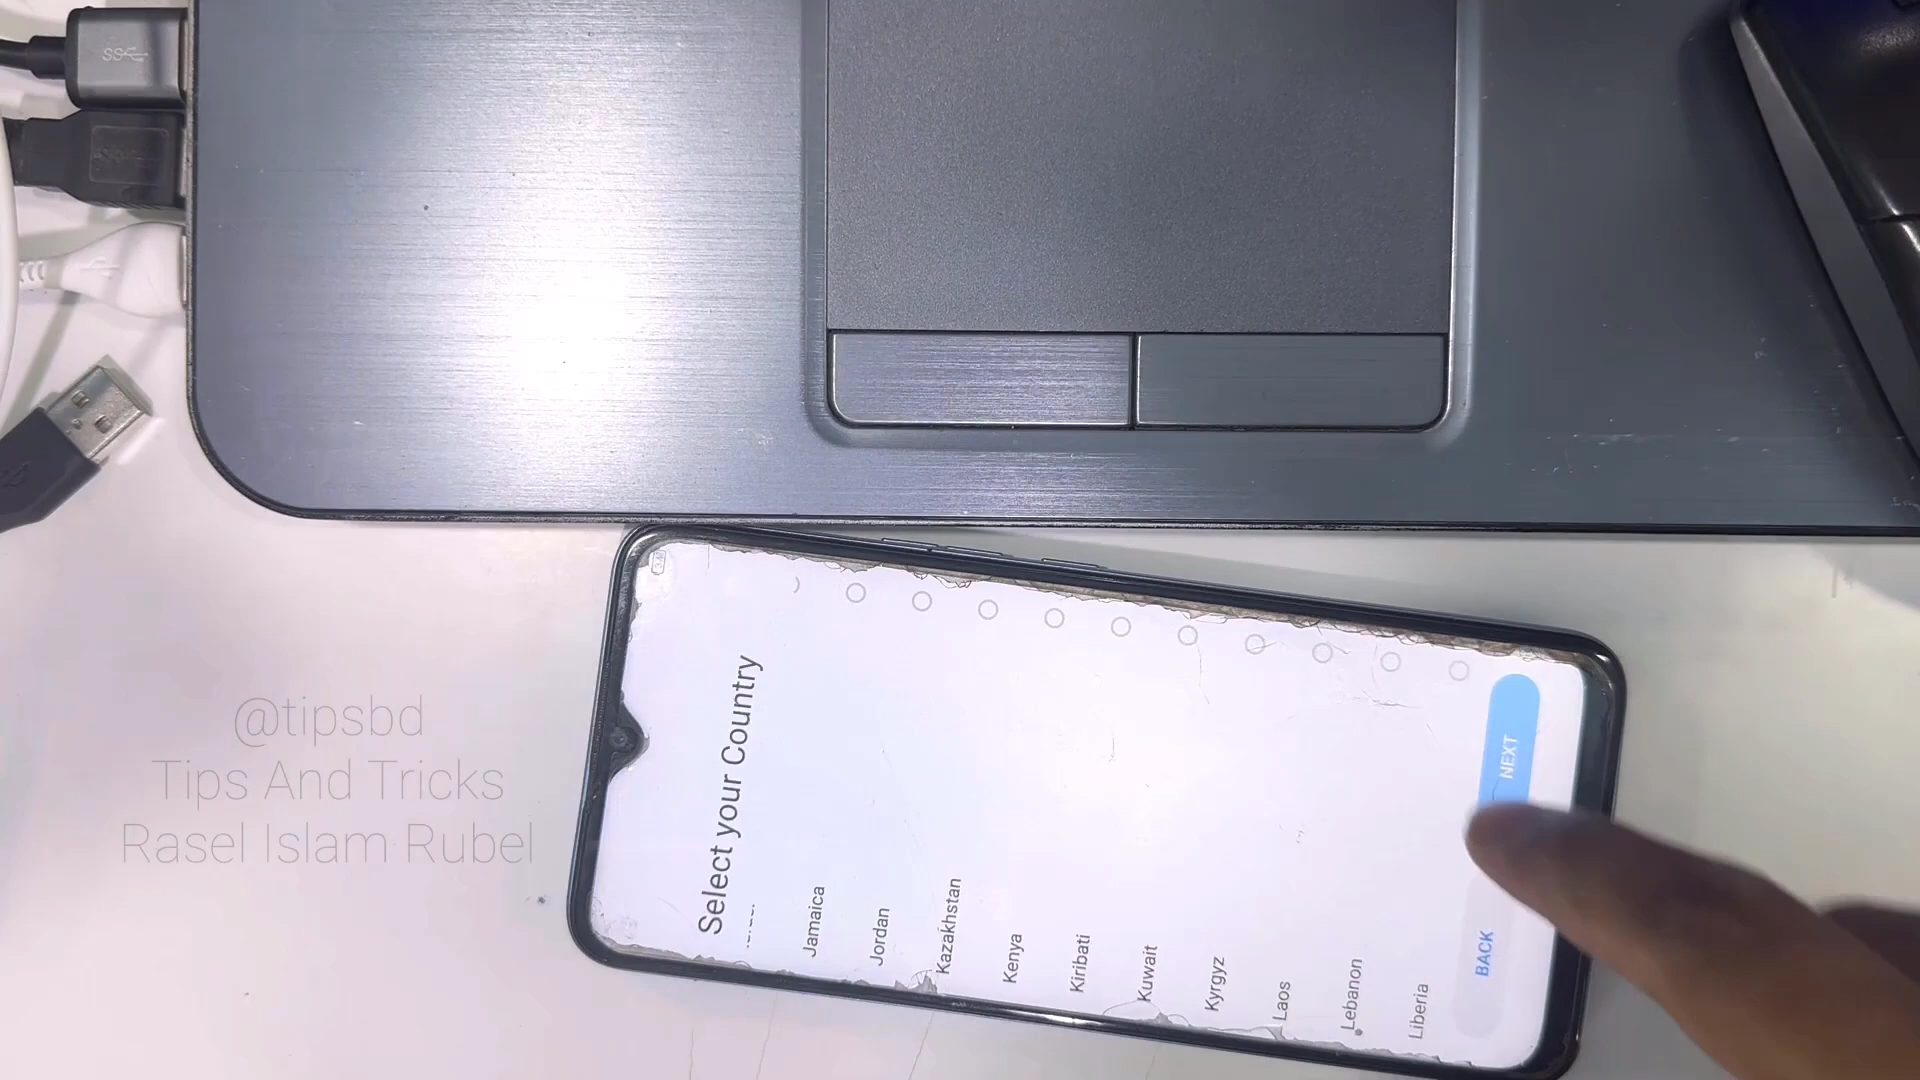 @tipsbd
Tips And Tricks
Rasel Islam Rubel
Select your Country
Jamaica
Jordan
Kazakhstan
Kenya
Kiribati
Kuwait
Kyrgyz
Laos
Lebanon
Liberia
BACK
NEXT